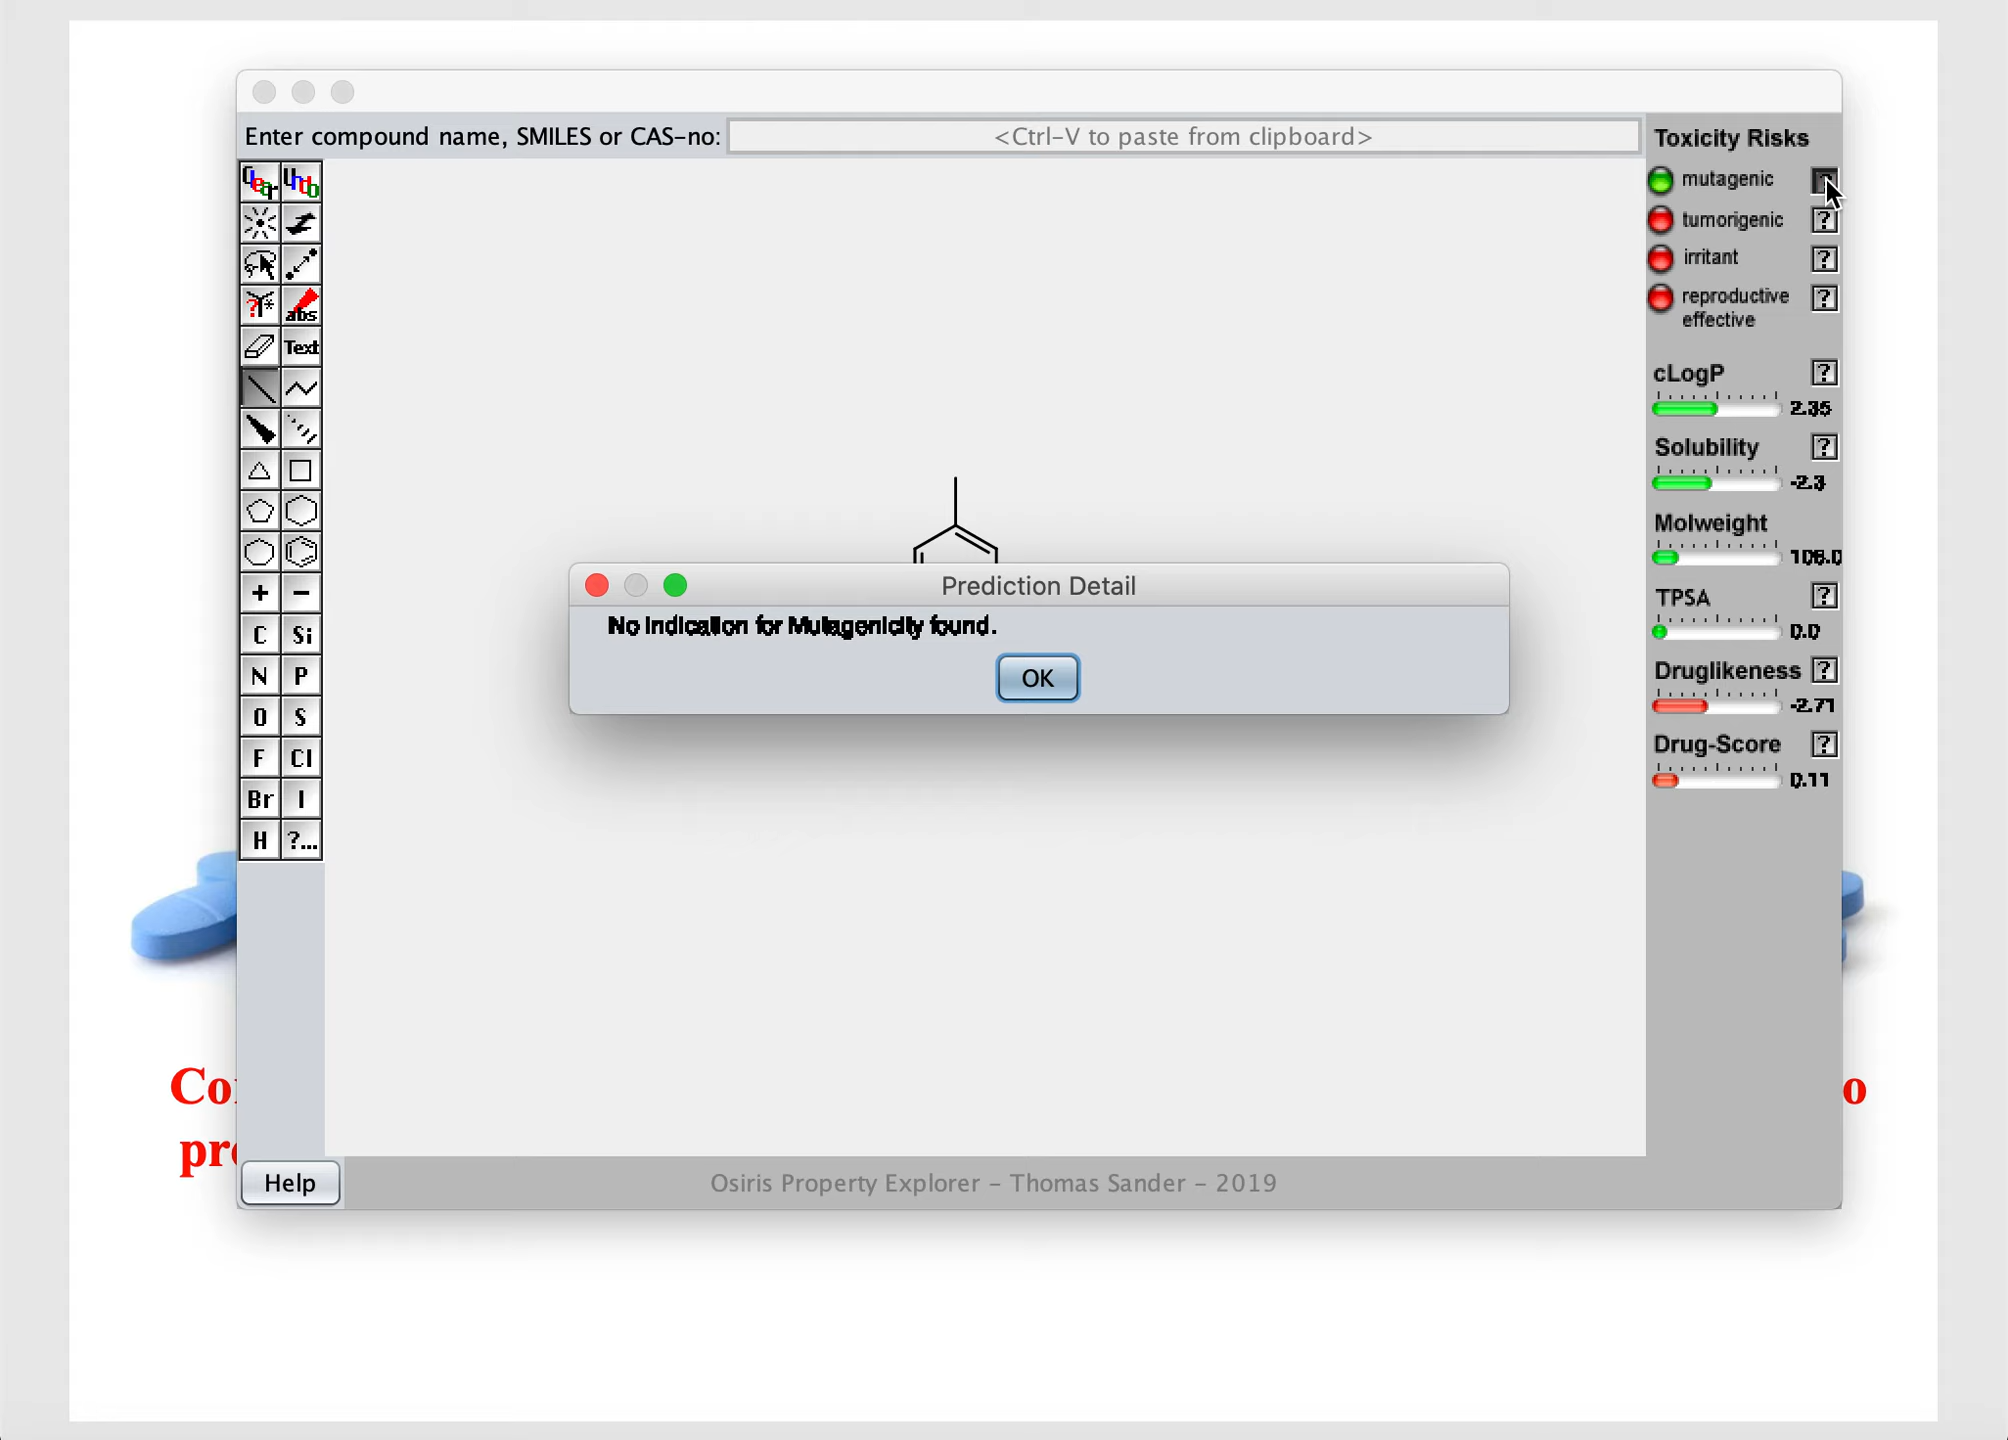 Enter compound name, SMILES or CAS-no:
<Ctrl-V to paste from clipboard>
Toxicity Risks
mutagenic
tumorigenic ?
irritant ?
reproductive ?
effective
cLogP ?
2.35
Solubility ?
-2.3
Molweight
106.0
TPSA ?
0.0
Druglikeness ?
-2.71
Drug-Score ?
0.11
Clear Undo
?
abs
Text
+ −
C Si
N P
O S
F Cl
Br I
H ?...
Prediction Detail
No indication for Mutagenicity found.
OK
Help
Osiris Property Explorer – Thomas Sander – 2019